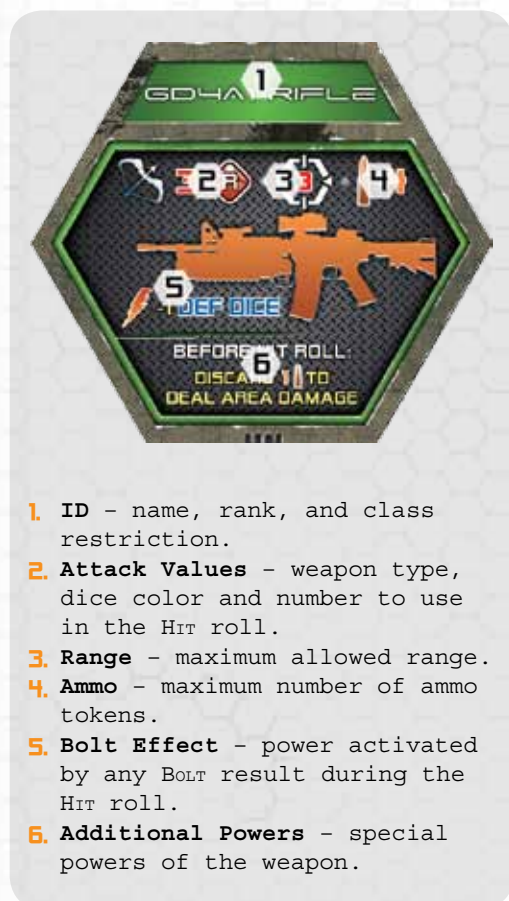 GD4A RIFLE
1
2
3
4
5
DEF DICE
BEFORE HIT ROLL:
6
DISCARD 1 TO
DEAL AREA DAMAGE
1. ID – name, rank, and class
restriction.
2. Attack Values – weapon type,
dice color and number to use
in the HIT roll.
3. Range – maximum allowed range.
4. Ammo – maximum number of ammo
tokens.
5. Bolt Effect – power activated
by any BOLT result during the
HIT roll.
6. Additional Powers – special
powers of the weapon.